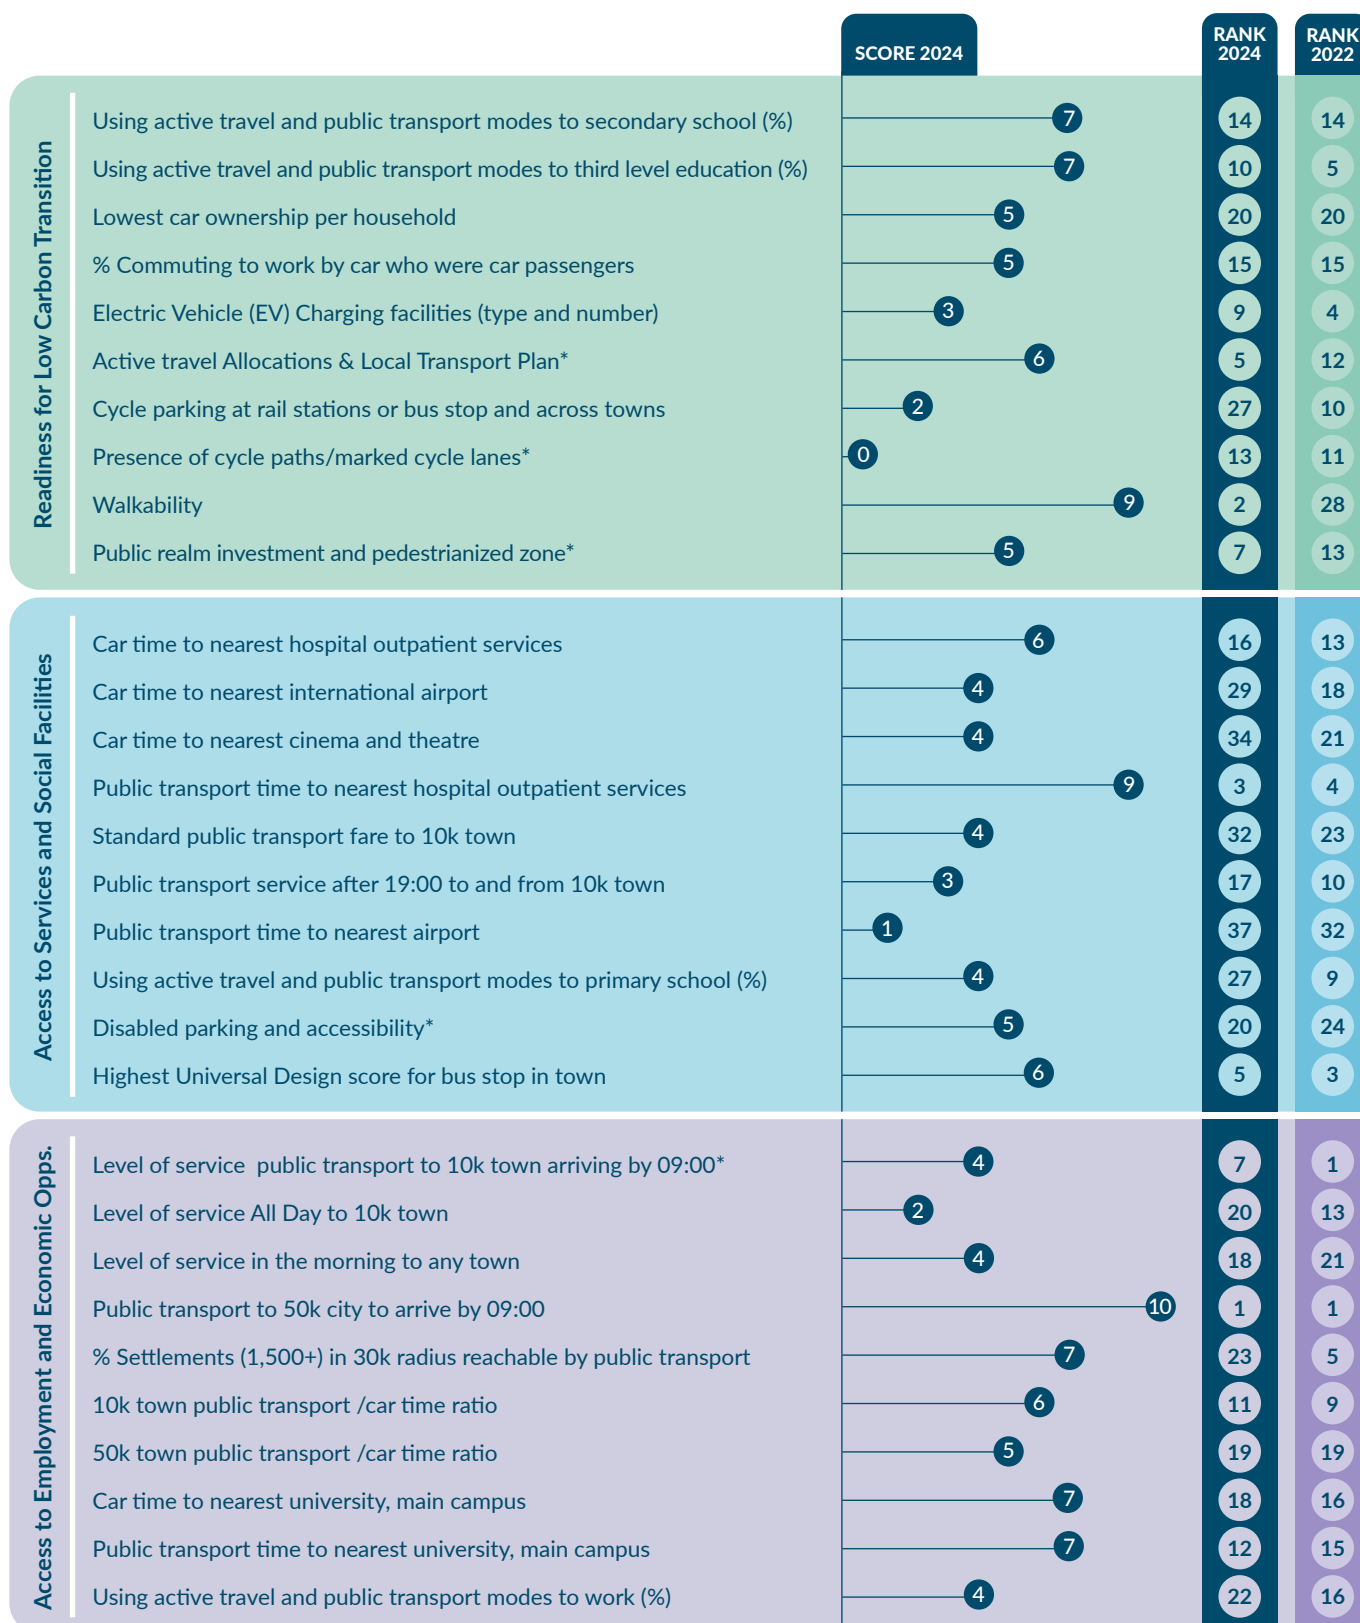 SCORE 2024
RANK 2024
RANK 2022
Readiness for Low Carbon Transition
Using active travel and public transport modes to secondary school (%) 7 14 14
Using active travel and public transport modes to third level education (%) 7 10 5
Lowest car ownership per household 5 20 20
% Commuting to work by car who were car passengers 5 15 15
Electric Vehicle (EV) Charging facilities (type and number) 3 9 4
Active travel Allocations & Local Transport Plan* 6 5 12
Cycle parking at rail stations or bus stop and across towns 2 27 10
Presence of cycle paths/marked cycle lanes* 0 13 11
Walkability 9 2 28
Public realm investment and pedestrianized zone* 5 7 13
Access to Services and Social Facilities
Car time to nearest hospital outpatient services 6 16 13
Car time to nearest international airport 4 29 18
Car time to nearest cinema and theatre 4 34 21
Public transport time to nearest hospital outpatient services 9 3 4
Standard public transport fare to 10k town 4 32 23
Public transport service after 19:00 to and from 10k town 3 17 10
Public transport time to nearest airport 1 37 32
Using active travel and public transport modes to primary school (%) 4 27 9
Disabled parking and accessibility* 5 20 24
Highest Universal Design score for bus stop in town 6 5 3
Access to Employment and Economic Opps.
Level of service public transport to 10k town arriving by 09:00* 4 7 1
Level of service All Day to 10k town 2 20 13
Level of service in the morning to any town 4 18 21
Public transport to 50k city to arrive by 09:00 10 1 1
% Settlements (1,500+) in 30k radius reachable by public transport 7 23 5
10k town public transport /car time ratio 6 11 9
50k town public transport /car time ratio 5 19 19
Car time to nearest university, main campus 7 18 16
Public transport time to nearest university, main campus 7 12 15
Using active travel and public transport modes to work (%) 4 22 16